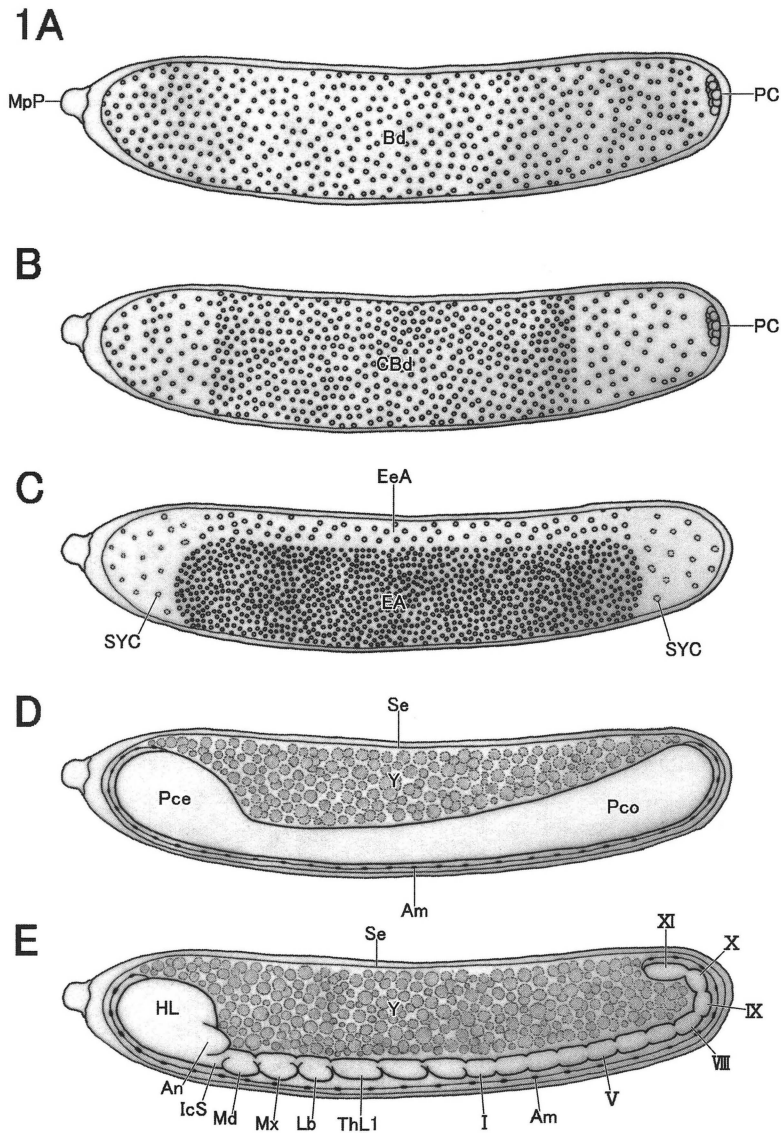 1A
MpP
Bd
PC
B
CBd
PC
C
EeA
EA
SYC
SYC
D
Se
Y
Pce
Pco
Am
E
Se
XI
X
HL
Y
IX
An
VIII
IcS
Md
Mx
Lb
ThL1
I
Am
V